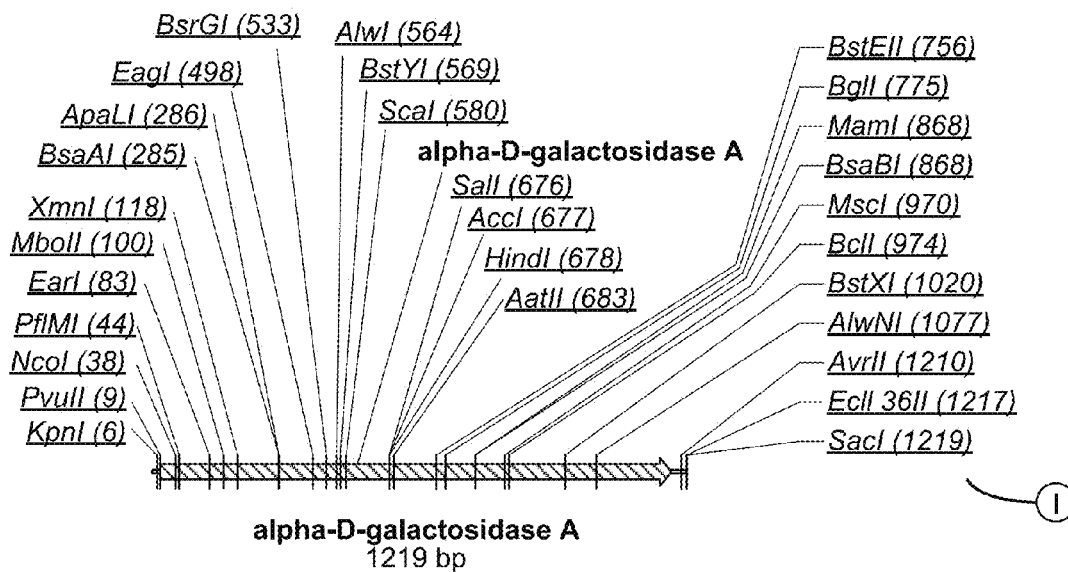 BsrGI (533)
EagI (498)
ApaLI (286)
BsaAI (285)
XmnI (118)
MboII (100)
EarI (83)
PflMI (44)
NcoI (38)
PvuII (9)
KpnI (6)
AlwI (564)
BstYI (569)
ScaI (580)
alpha-D-galactosidase A
SalI (676)
AccI (677)
HindI (678)
AatII (683)
BstEII (756)
BglI (775)
MamI (868)
BsaBI (868)
MscI (970)
BclI (974)
BstXI (1020)
AlwNI (1077)
AvrII (1210)
Ecll 36II (1217)
SacI (1219)
I
alpha-D-galactosidase A
1219 bp